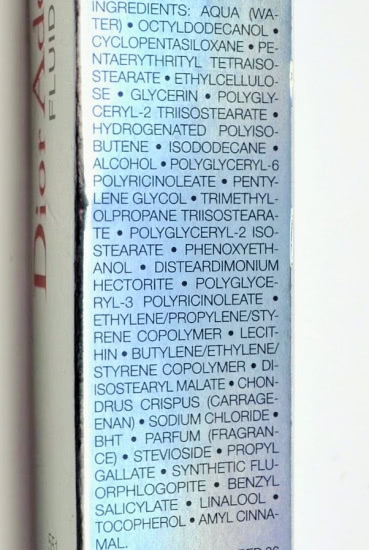 INGREDIENTS: AQUA (WA-
TER) • OCTYLDODECANOL •
CYCLOPENTASILOXANE • PE-
NTAERYTHRITYL TETRAISO-
STEARATE • ETHYLCELLULO-
SE • GLYCERIN • POLYGLY-
CERYL-2 TRIISOSTEARATE •
HYDROGENATED POLYISO-
BUTENE • ISODODECANE •
ALCOHOL • POLYGLYCERYL-6
POLYRICINOLEATE • PENTY-
LENE GLYCOL • TRIMETHYL-
OLPROPANE TRIISOSTEARA-
TE • POLYGLYCERYL-2 ISO-
STEARATE • PHENOXYETH-
ANOL • DISTEARDIMONIUM
HECTORITE • POLYGLYCE-
RYL-3 POLYRICINOLEATE •
ETHYLENE/PROPYLENE/STY-
RENE COPOLYMER • LECIT-
HIN • BUTYLENE/ETHYLENE/
STYRENE COPOLYMER • DI-
ISOSTEARYL MALATE • CHON-
DRUS CRISPUS (CARRAGE-
ENAN) • SODIUM CHLORIDE •
BHT • PARFUM (FRAGRAN-
CE) • STEVIOSIDE • PROPYL
GALLATE • SYNTHETIC FLU-
ORPHLOGOPITE • BENZYL
SALICYLATE • LINALOOL •
TOCOPHEROL • AMYL CINNA-
MAL.
Dior
FLUID